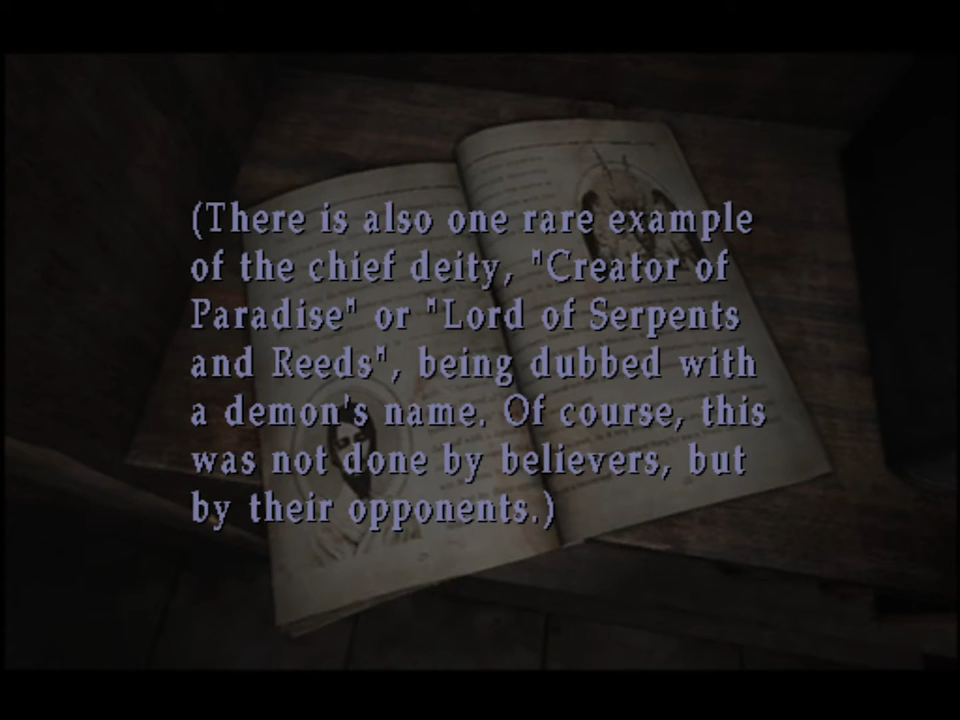 (There is also one rare example
of the chief deity, "Creator of
Paradise" or "Lord of Serpents
and Reeds", being dubbed with
a demon's name. Of course, this
was not done by believers, but
by their opponents.)